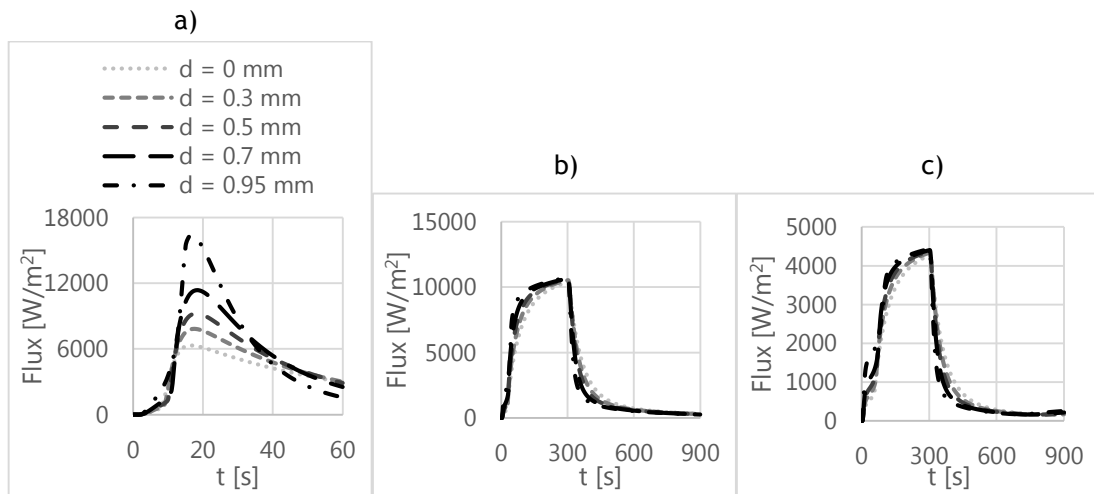 a)
d = 0 mm
d = 0.3 mm
d = 0.5 mm
d = 0.7 mm
d = 0.95 mm
Flux [W/m²]
18000
12000
6000
0
0 20 40 60
t [s]
b)
Flux [W/m²]
15000
10000
5000
0
0 300 600 900
t [s]
c)
Flux [W/m²]
5000
4000
3000
2000
1000
0
0 300 600 900
t [s]